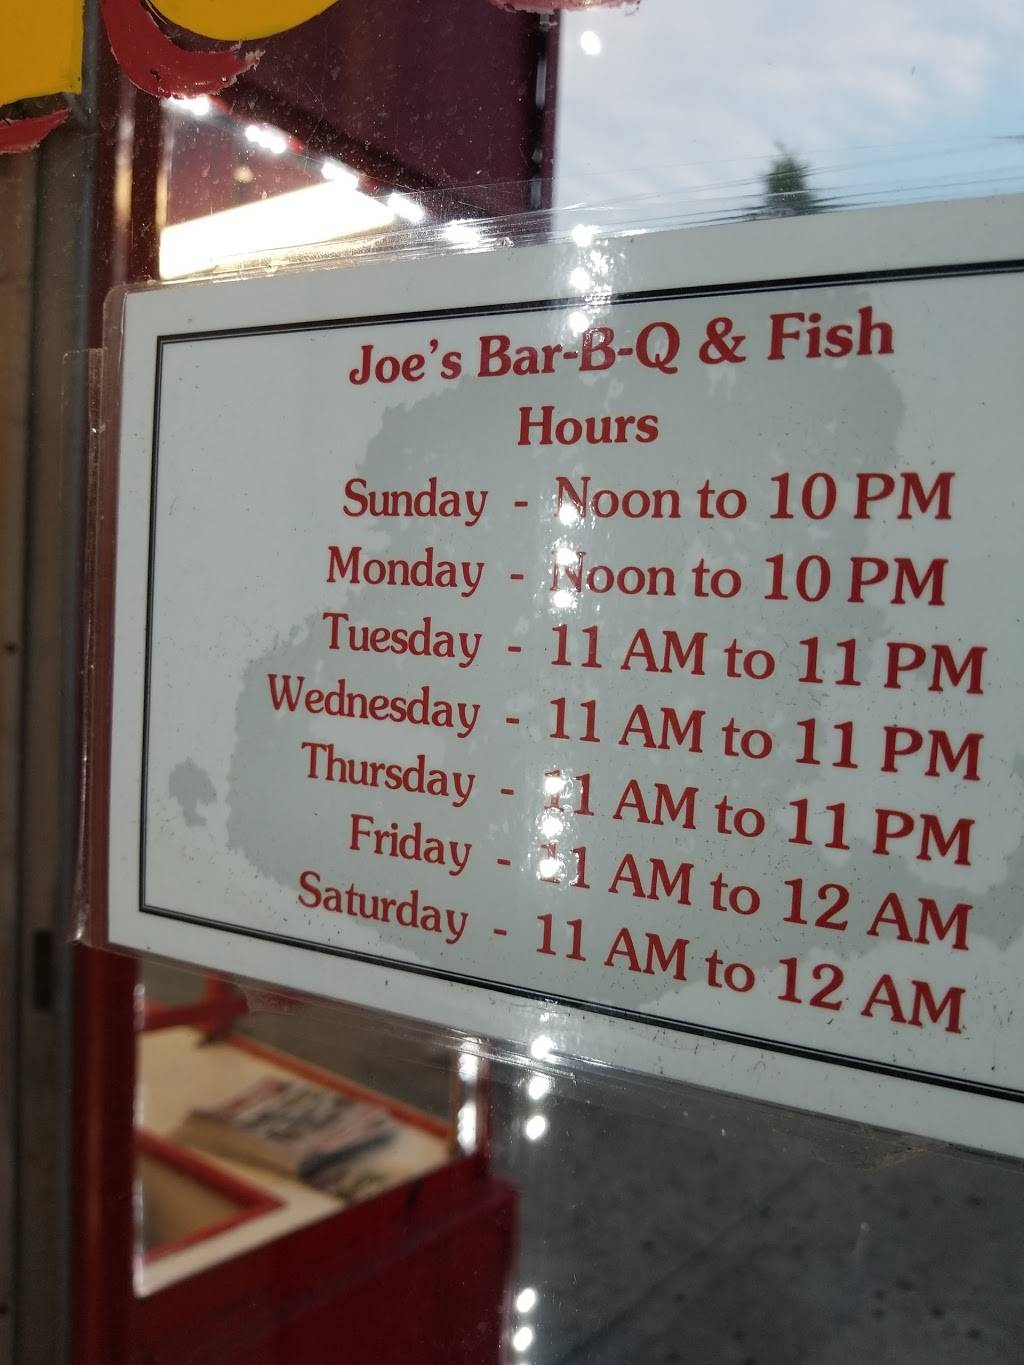 Joe's Bar-B-Q & Fish
Hours
Sunday - Noon to 10 PM
Monday - Noon to 10 PM
Tuesday - 11 AM to 11 PM
Wednesday - 11 AM to 11 PM
Thursday - 11 AM to 11 PM
Friday - 11 AM to 12 AM
Saturday - 11 AM to 12 AM